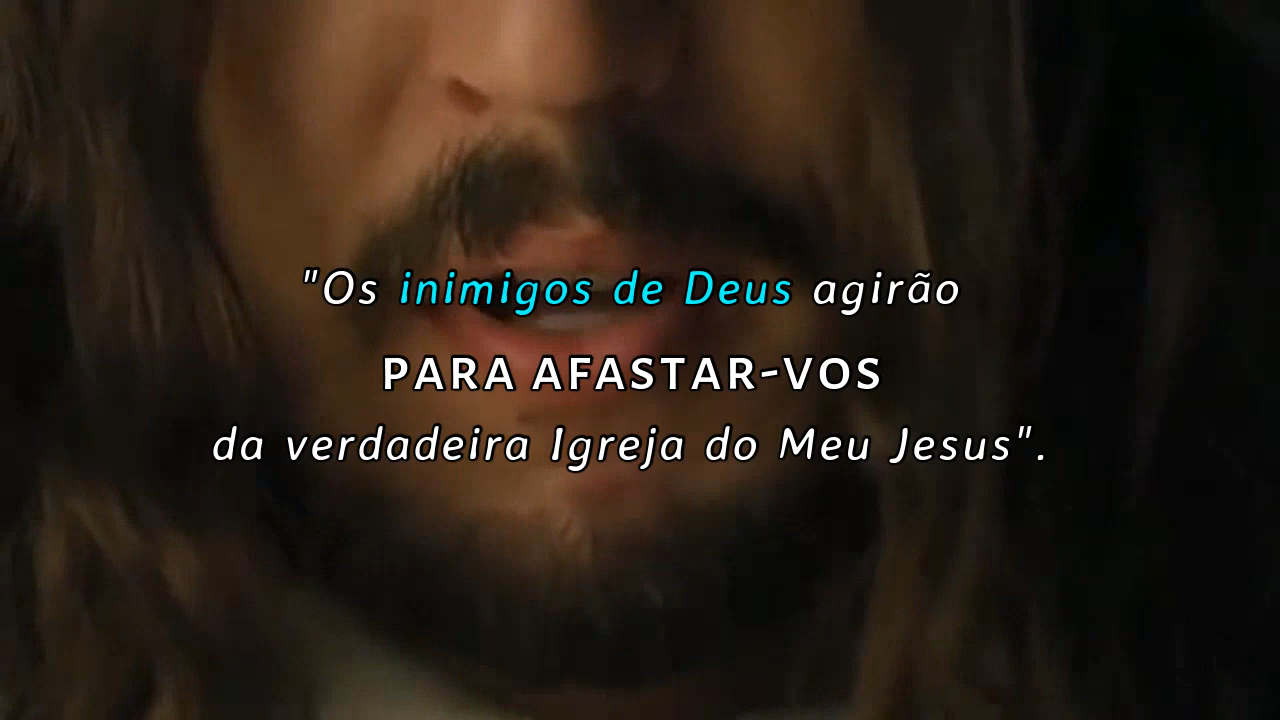 "Os inimigos de Deus agirão
PARA AFASTAR-VOS
da verdadeira Igreja do Meu Jesus".